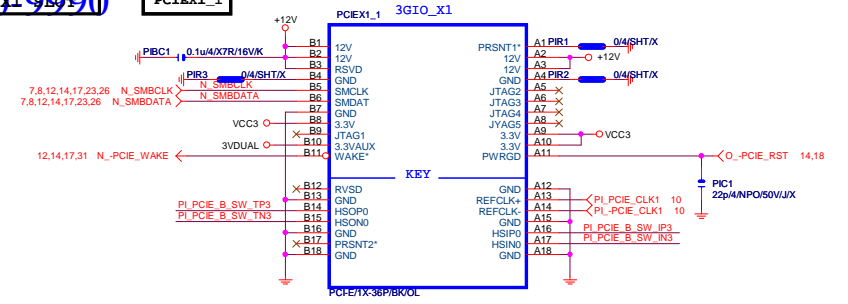 PCIEX1_1
PCIEX1_1 3GIO_X1
+12V
PIBC1 0.1u/4/X7R/16V/K
B1 12V PRSNT1* A1 PIR1 0/4/SHT/X
B2 12V 12V A2 +12V
B3 RSVD 12V A3
PIR3 0/4/SHT/X B4 GND GND A4 PIR2 0/4/SHT/X
7,8,12,14,17,23,26 N_SMBCLK N_SMBCLK B5 SMCLK JTAG2 A5
7,8,12,14,17,23,26 N_SMBDATA N_SMBDATA B6 SMDAT JTAG3 A6
B7 GND JTAG4 A7
VCC3 B8 3.3V JYAG5 A8
B9 JTAG1 3.3V A9 VCC3
3VDUAL B10 3.3VAUX 3.3V A10
12,14,17,31 N_-PCIE_WAKE B11 WAKE* PWRGD A11 O_-PCIE_RST 14,18
KEY
PIC1
22p/4/NPO/50V/J/X
B12 RVSD GND A12
B13 GND REFCLK+ A13 PI_PCIE_CLK1 10
PI_PCIE_B_SW_TP3 B14 HSOP0 REFCLK- A14 PI_-PCIE_CLK1 10
PI_PCIE_B_SW_TN3 B15 HSON0 GND A15
B16 GND HSIP0 A16 PI_PCIE_B_SW_IP3
B17 PRSNT2* HSIN0 A17 PI_PCIE_B_SW_IN3
B18 GND GND A18
PCI-E/1X-36P/BK/OL